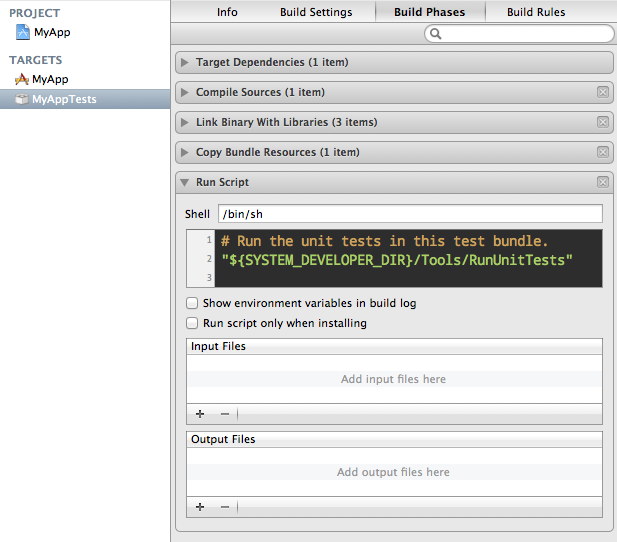 PROJECT
MyApp
TARGETS
MyApp
MyAppTests
Info Build Settings Build Phases Build Rules
Target Dependencies (1 item)
Compile Sources (1 item)
Link Binary With Libraries (3 items)
Copy Bundle Resources (1 item)
Run Script
Shell /bin/sh
1 # Run the unit tests in this test bundle.
2 "${SYSTEM_DEVELOPER_DIR}/Tools/RunUnitTests"
3
Show environment variables in build log
Run script only when installing
Input Files
Add input files here
Output Files
Add output files here